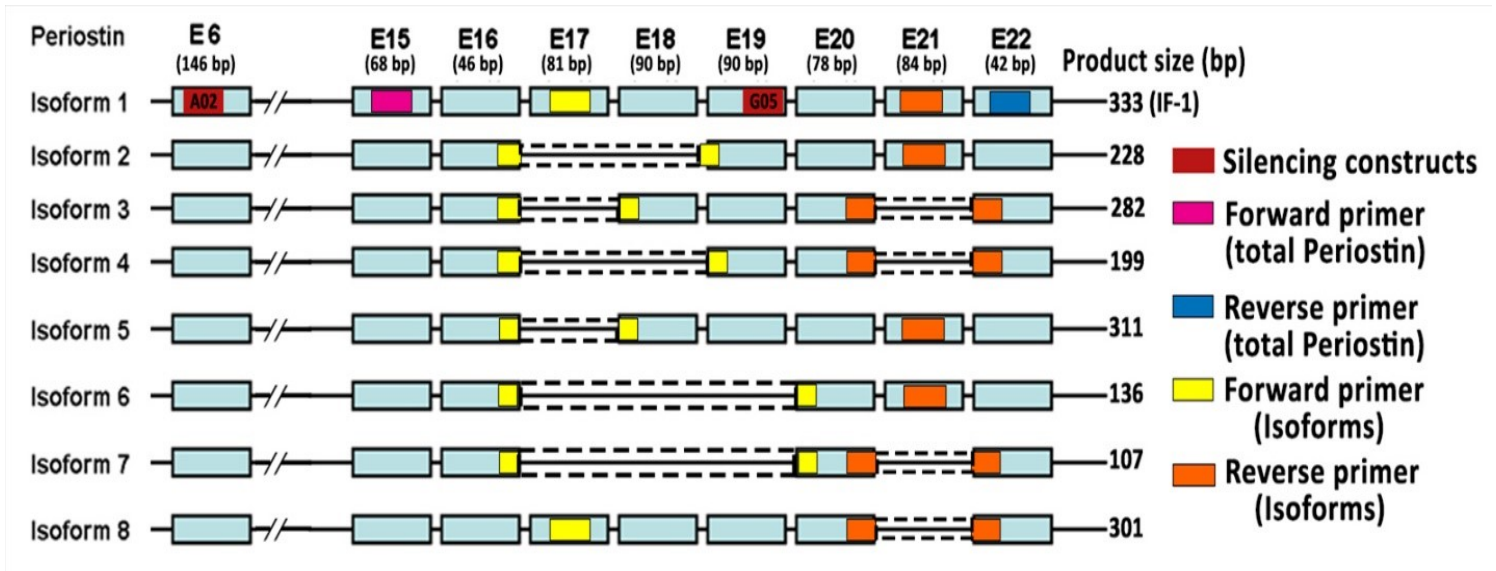 Periostin E6 E15 E16 E17 E18 E19 E20 E21 E22 Product size (bp)
(146 bp) (68 bp) (46 bp) (81 bp) (90 bp) (90 bp) (78 bp) (84 bp) (42 bp)
Isoform 1 A02 G05 333 (IF-1)
Isoform 2 228
Isoform 3 282
Isoform 4 199
Isoform 5 311
Isoform 6 136
Isoform 7 107
Isoform 8 301
Silencing constructs
Forward primer
(total Periostin)
Reverse primer
(total Periostin)
Forward primer
(Isoforms)
Reverse primer
(Isoforms)